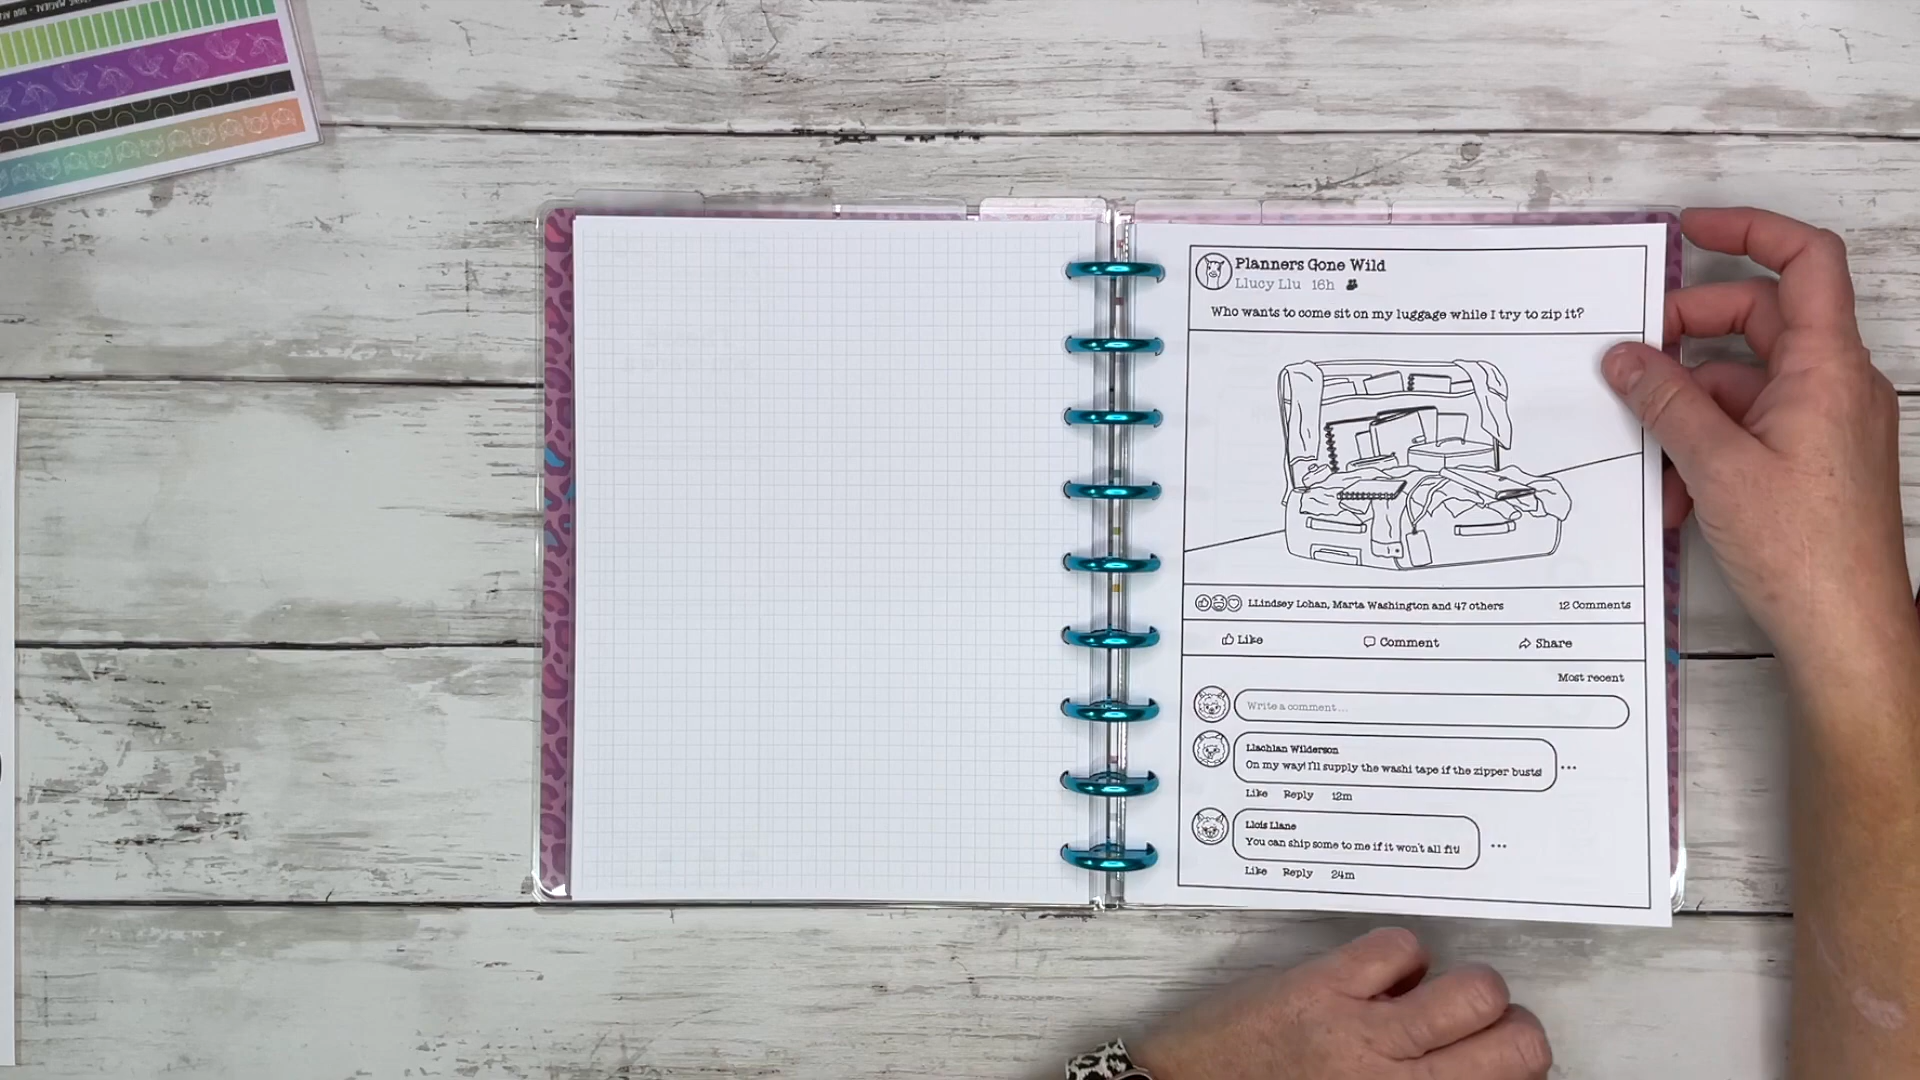 Planners Gone Wild
Llucy Llu 16h
Who wants to come sit on my luggage while I try to zip it?
LLindsey Lohan, Marta Washington and 47 others
12 Comments
Like
Comment
Share
Most recent
Write a comment...
Llachlan Wilderson
On my way! I'll supply the washi tape if the zipper busts!
Like Reply 12m
Llois Llane
You can ship some to me if it won't all fit!
Like Reply 24m